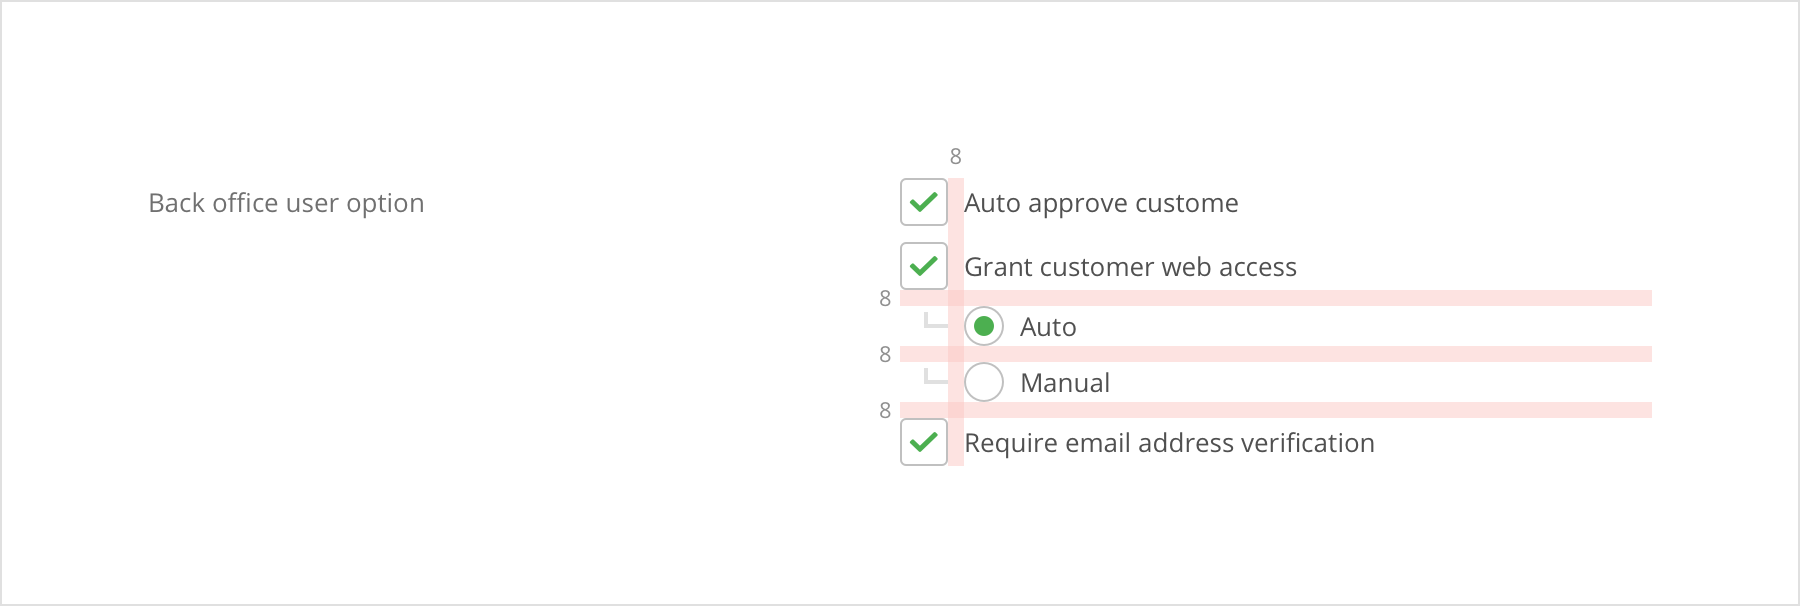 8
Back office user option
Auto approve custome
Grant customer web access
8
Auto
8
Manual
8
Require email address verification